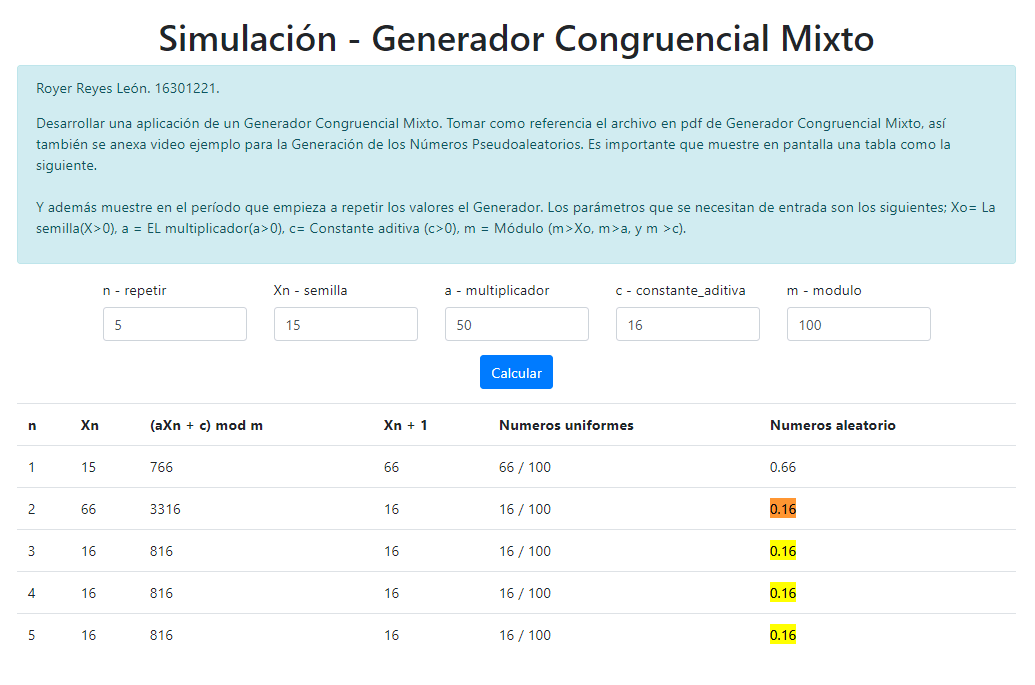 Simulación - Generador Congruencial Mixto
Royer Reyes León. 16301221.
Desarrollar una aplicación de un Generador Congruencial Mixto. Tomar como referencia el archivo en pdf de Generador Congruencial Mixto, así
también se anexa video ejemplo para la Generación de los Números Pseudoaleatorios. Es importante que muestre en pantalla una tabla como la
siguiente.
Y además muestre en el período que empieza a repetir los valores el Generador. Los parámetros que se necesitan de entrada son los siguientes; Xo= La
semilla(X>0), a = EL multiplicador(a>0), c= Constante aditiva (c>0), m = Módulo (m>Xo, m>a, y m >c).
n - repetir Xn - semilla a - multiplicador c - constante_aditiva m - modulo
5 15 50 16 100
Calcular
n Xn (aXn + c) mod m Xn + 1 Numeros uniformes Numeros aleatorio
1 15 766 66 66 / 100 0.66
2 66 3316 16 16 / 100 0.16
3 16 816 16 16 / 100 0.16
4 16 816 16 16 / 100 0.16
5 16 816 16 16 / 100 0.16